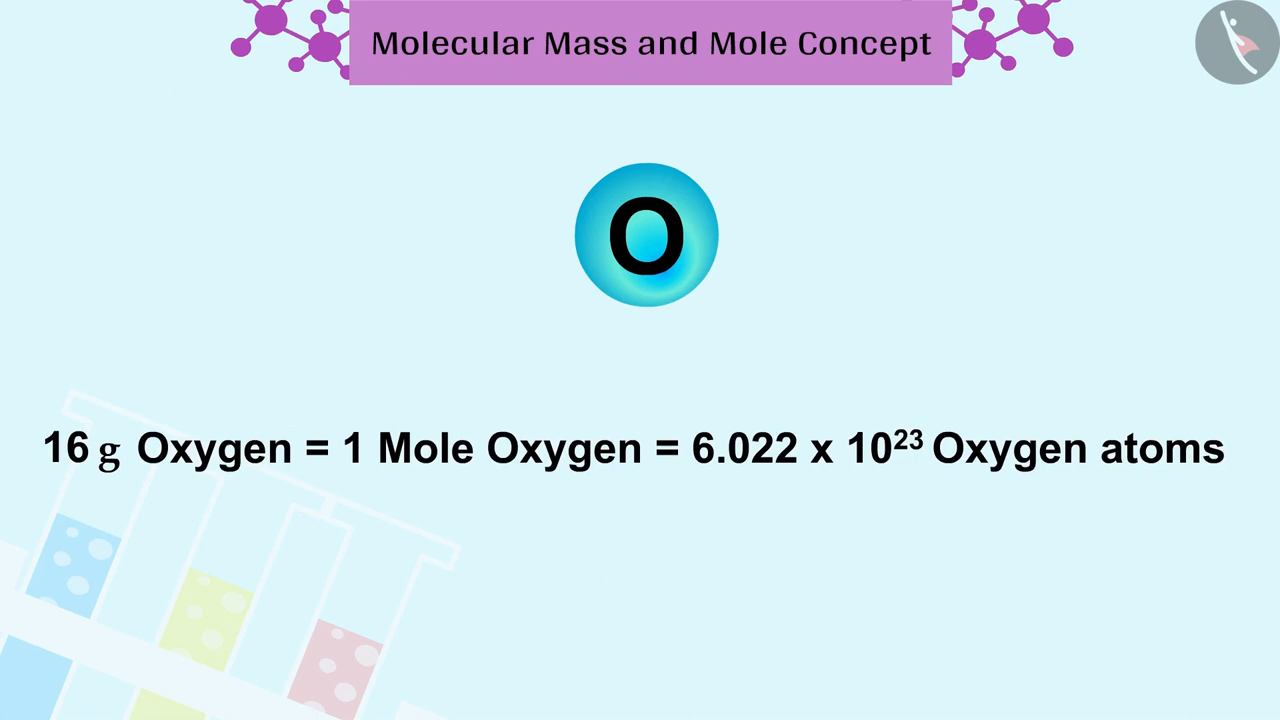 Molecular Mass and Mole Concept
O
16 g Oxygen = 1 Mole Oxygen = 6.022 x 10²³ Oxygen atoms